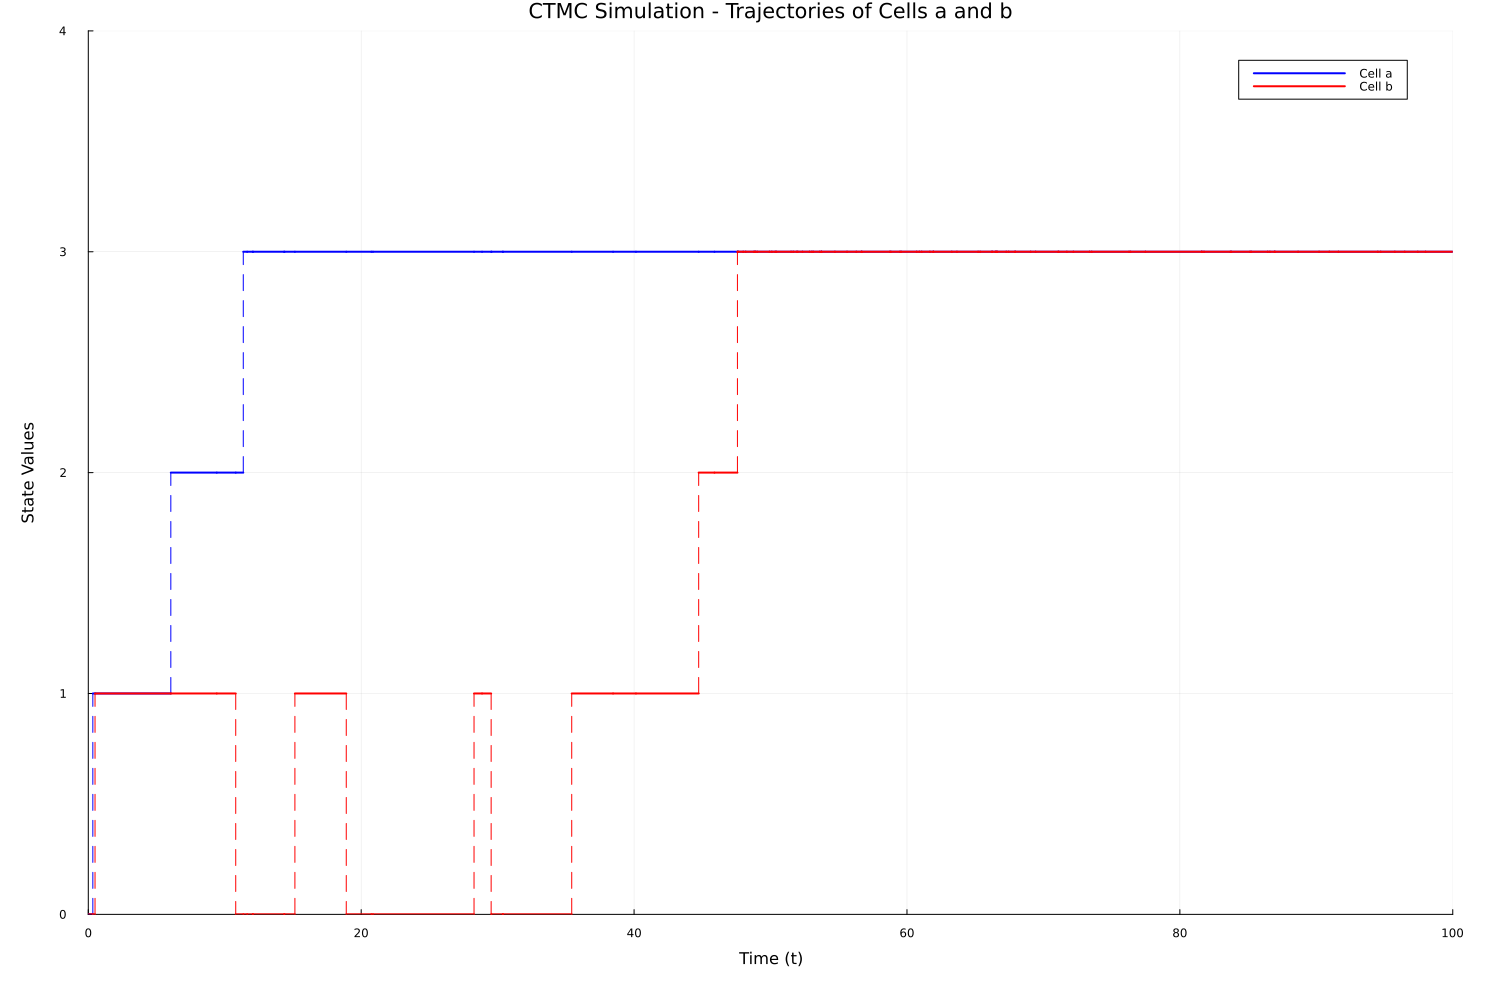 CTMC Simulation - Trajectories of Cells a and b
4
Cell a
Cell b
3
State Values
2
1
0
0 20 40 60 80 100
Time (t)